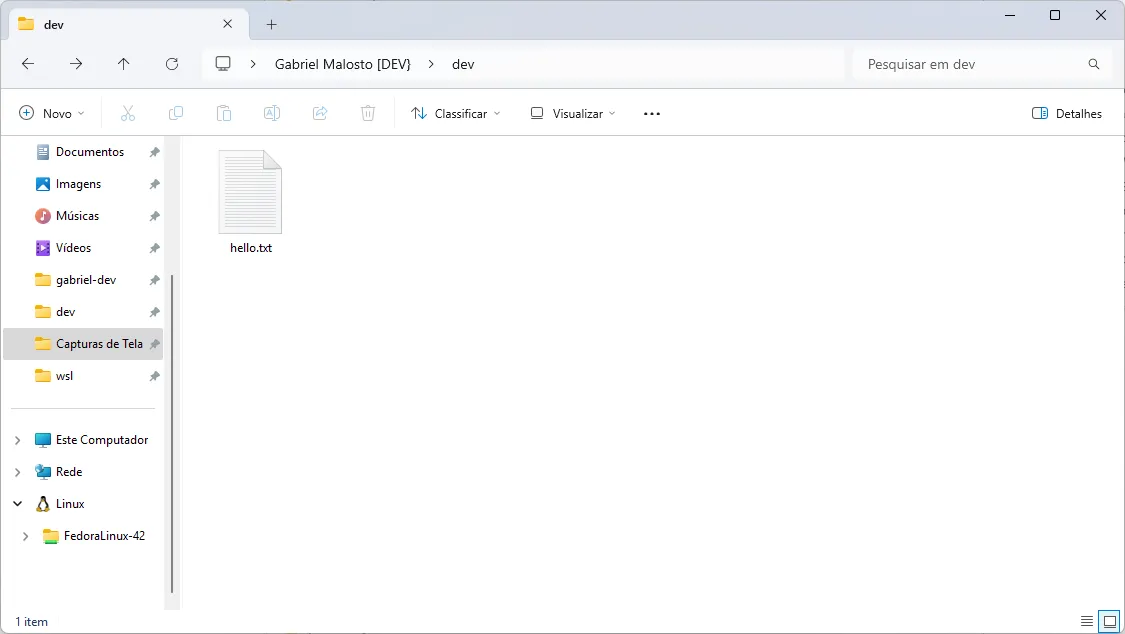 dev
Gabriel Malosto [DEV} dev
Pesquisar em dev
Novo
Classificar
Visualizar
Detalhes
Documentos
Imagens
Músicas
Vídeos
gabriel-dev
dev
Capturas de Tela
wsl
Este Computador
Rede
Linux
FedoraLinux-42
hello.txt
1 item